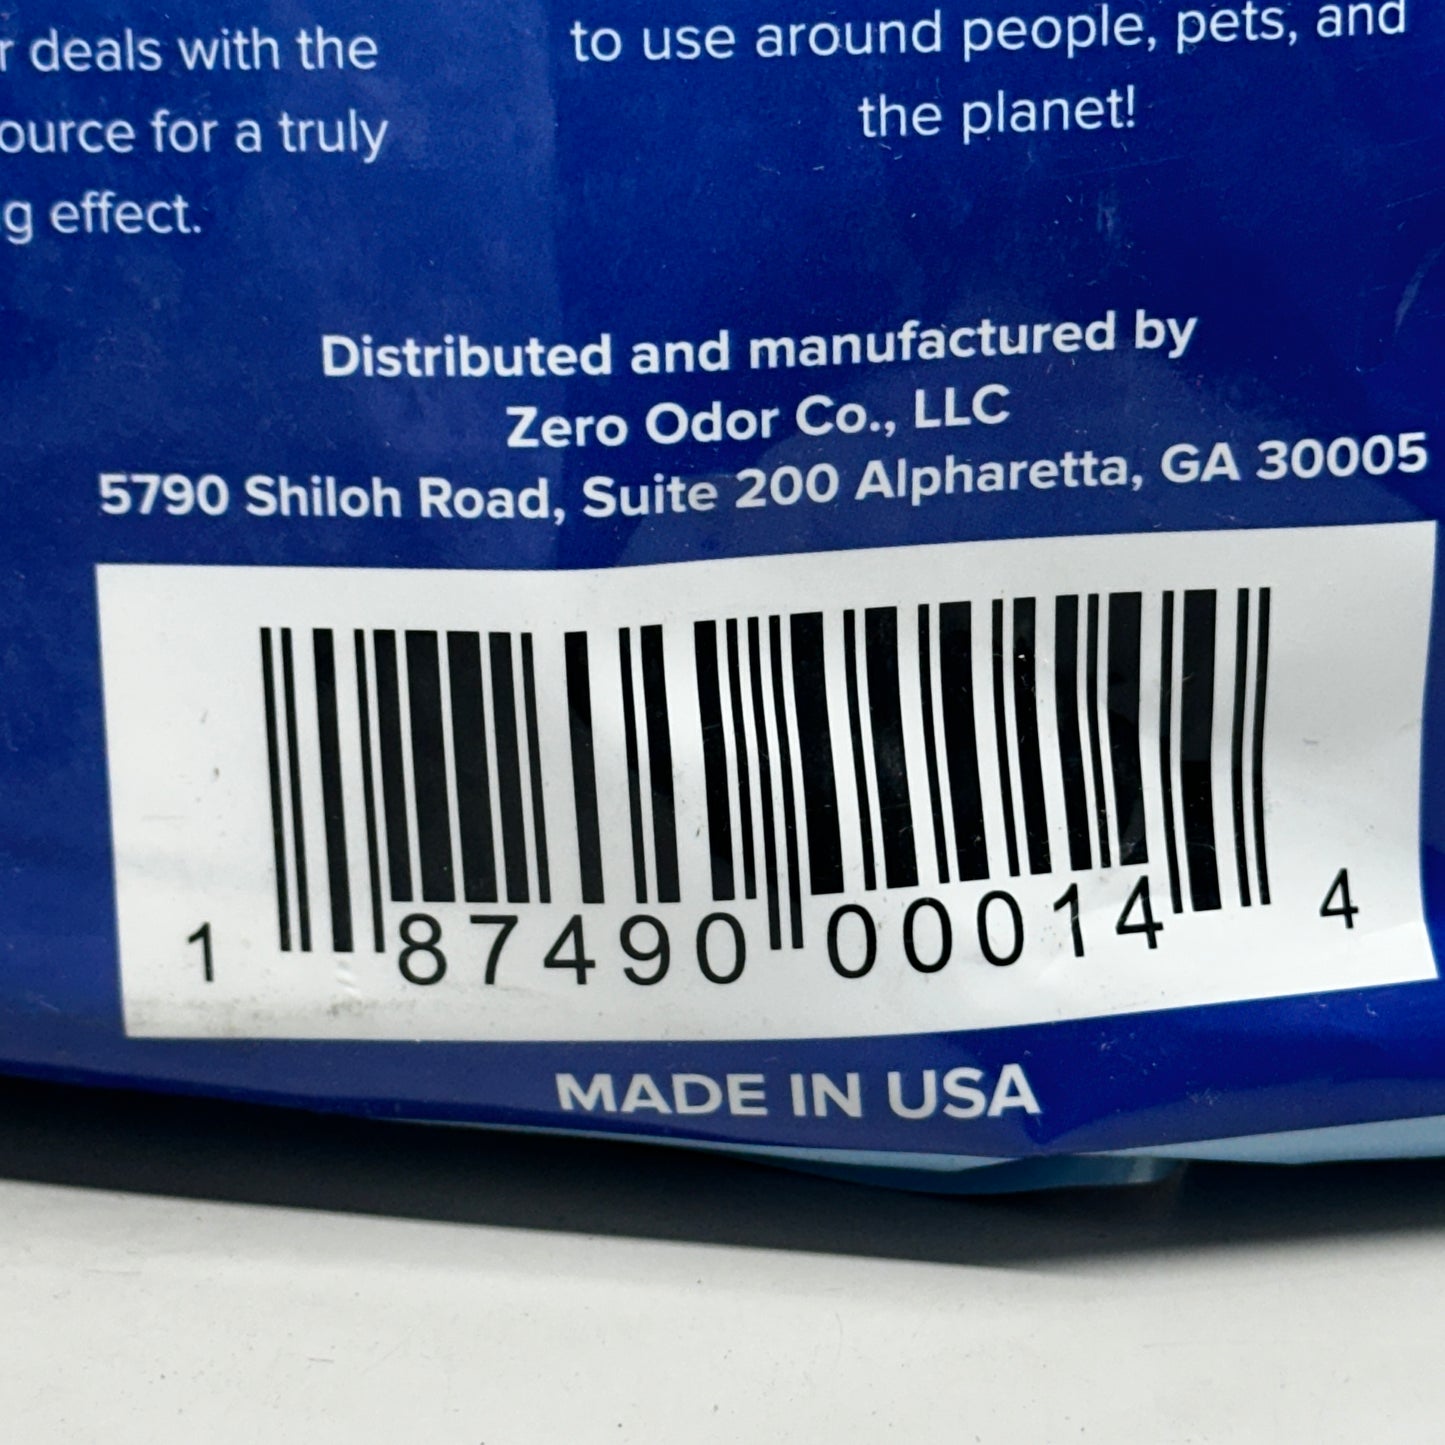 deals with the
for a truly
effect.
to use around people, pets, and
the planet!
Distributed and manufactured by
Zero Odor Co., LLC
5790 Shiloh Road, Suite 200 Alpharetta, GA 30005
1 87490 00014 4
MADE IN USA